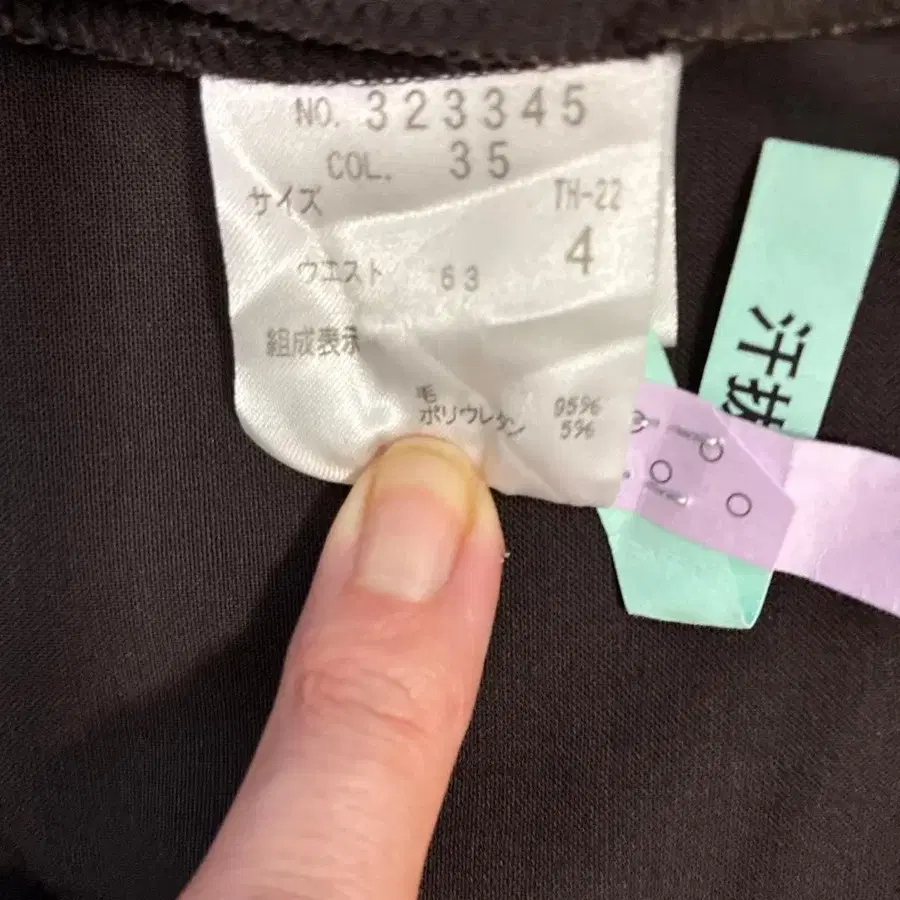 NO. 323345
COL. 35
サイズ TH-22
4
ウエスト 63
組成表示
毛 95%
ポリウレタン 5%
汗抜